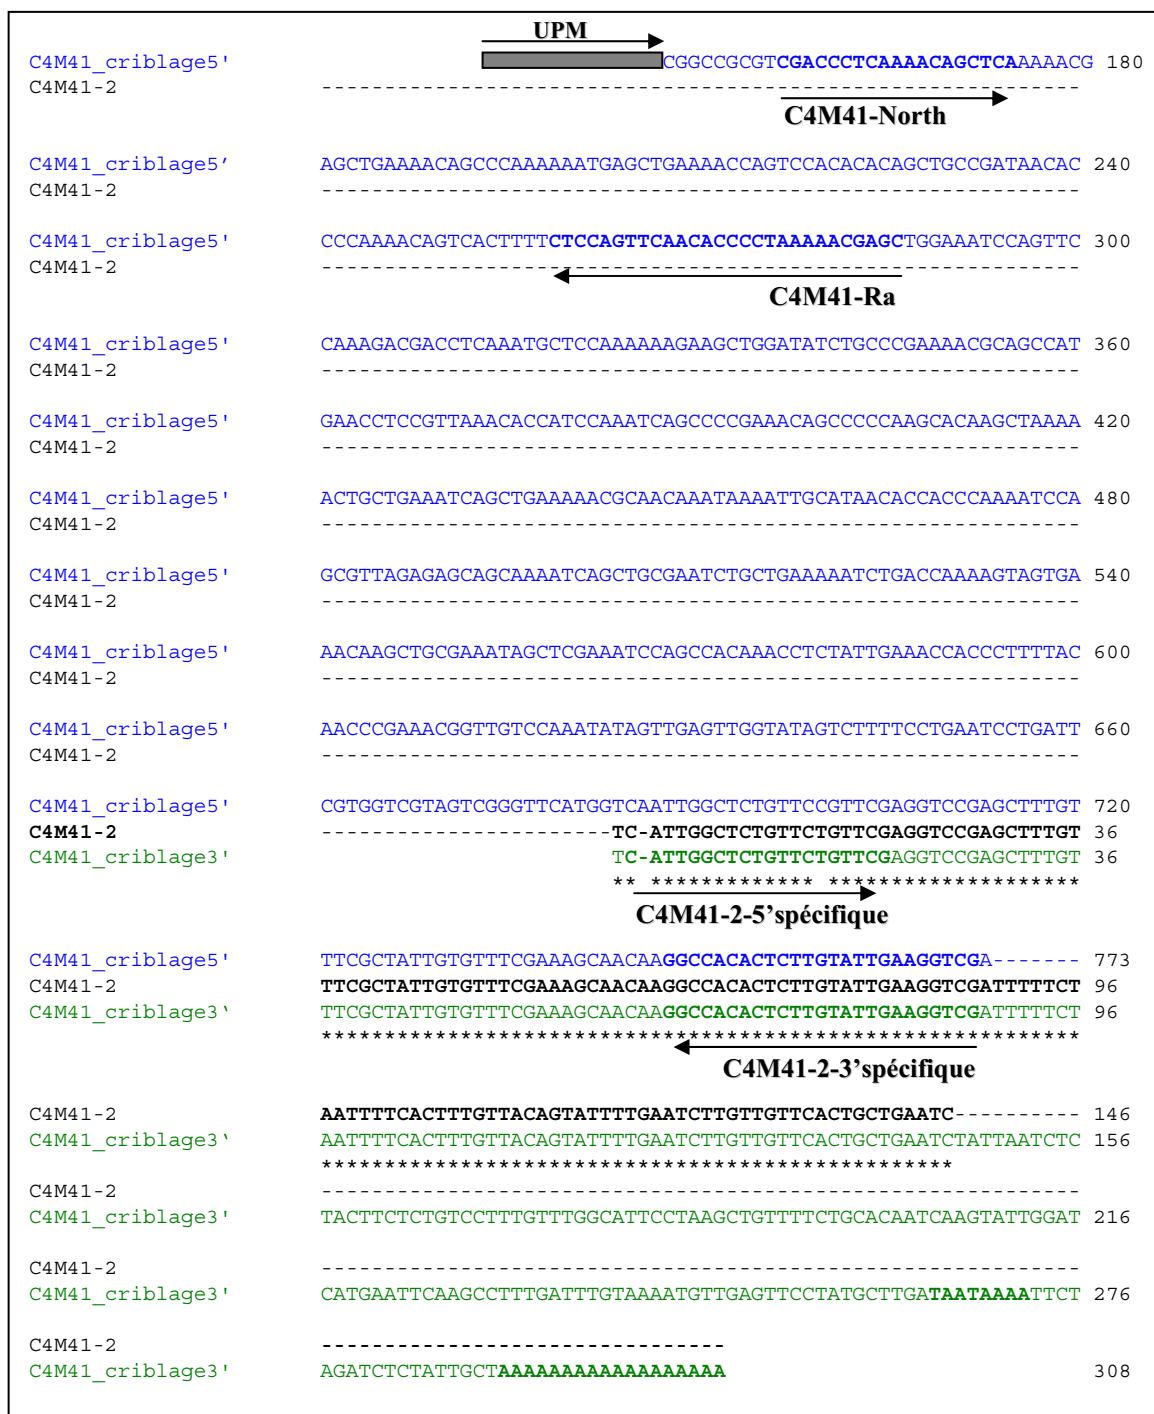 UPM
C4M41_criblage5' CGGCCGCGTCGACCCTCAAAACAGCTCAAAAACG 180
C4M41-2 -----------------------------------------------------------
C4M41-North
C4M41_criblage5’ AGCTGAAAACAGCCCAAAAAATGAGCTGAAAACCAGTCCACACACAGCTGCCGATAACAC 240
C4M41-2 -----------------------------------------------------------
C4M41_criblage5' CCCAAAACAGTCACTTTTCTCCAGTTCAACACCCCTAAAAACGAGCTGGAAATCCAGTTC 300
C4M41-2 -----------------------------------------------------------
C4M41-Ra
C4M41_criblage5' CAAAGACGACCTCAAATGCTCCAAAAAAGAAGCTGGATATCTGCCCGAAAACGCAGCCAT 360
C4M41-2 -----------------------------------------------------------
C4M41_criblage5' GAACCTCCGTTAAACACCATCCAAATCAGCCCCGAAACAGCCCCCAAGCACAAGCTAAAA 420
C4M41-2 -----------------------------------------------------------
C4M41_criblage5' ACTGCTGAAATCAGCTGAAAAACGCAACAAATAAAATTGCATAACACCACCCAAAATCCA 480
C4M41-2 -----------------------------------------------------------
C4M41_criblage5' GCGTTAGAGAGCAGCAAAATCAGCTGCGAATCTGCTGAAAAATCTGACCAAAAGTAGTGA 540
C4M41-2 -----------------------------------------------------------
C4M41_criblage5' AACAAGCTGCGAAATAGCTCGAAATCCAGCCACAAACCTCTATTGAAACCACCCTTTTAC 600
C4M41-2 -----------------------------------------------------------
C4M41_criblage5' AACCCGAAACGGTTGTCCAAATATAGTTGAGTTGGTATAGTCTTTTCCTGAATCCTGATT 660
C4M41-2 -----------------------------------------------------------
C4M41_criblage5' CGTGGTCGTAGTCGGGTTCATGGTCAATTGGCTCTGTTCCGTTCGAGGTCCGAGCTTTGT 720
C4M41-2 -----------------------TC-ATTGGCTCTGTTCTGTTCGAGGTCCGAGCTTTGT 36
C4M41_criblage3' TC-ATTGGCTCTGTTCTGTTCGAGGTCCGAGCTTTGT 36
** ************* ********************
C4M41-2-5’spécifique
C4M41_criblage5' TTCGCTATTGTGTTTCGAAAGCAACAAGGCCACACTCTTGTATTGAAGGTCGA------- 773
C4M41-2 TTCGCTATTGTGTTTCGAAAGCAACAAGGCCACACTCTTGTATTGAAGGTCGATTTTTCT 96
C4M41_criblage3‘ TTCGCTATTGTGTTTCGAAAGCAACAAGGCCACACTCTTGTATTGAAGGTCGATTTTTCT 96
************************************************************
C4M41-2-3’spécifique
C4M41-2 AATTTTCACTTTGTTACAGTATTTTGAATCTTGTTGTTCACTGCTGAATC---------- 146
C4M41_criblage3‘ AATTTTCACTTTGTTACAGTATTTTGAATCTTGTTGTTCACTGCTGAATCTATTAATCTC 156
**************************************************
C4M41-2 -----------------------------------------------------------
C4M41_criblage3' TACTTCTCTGTCCTTTGTTTGGCATTCCTAAGCTGTTTTCTGCACAATCAAGTATTGGAT 216
C4M41-2 -----------------------------------------------------------
C4M41_criblage3' CATGAATTCAAGCCTTTGATTTGTAAAATGTTGAGTTCCTATGCTTGATAATAAAATTCT 276
C4M41-2 --------------------------------
C4M41_criblage3' AGATCTCTATTGCTAAAAAAAAAAAAAAAAAA 308